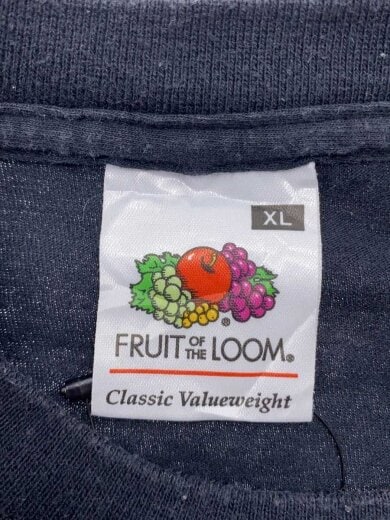 XL
FRUIT OF THE LOOM®
Classic Valueweight